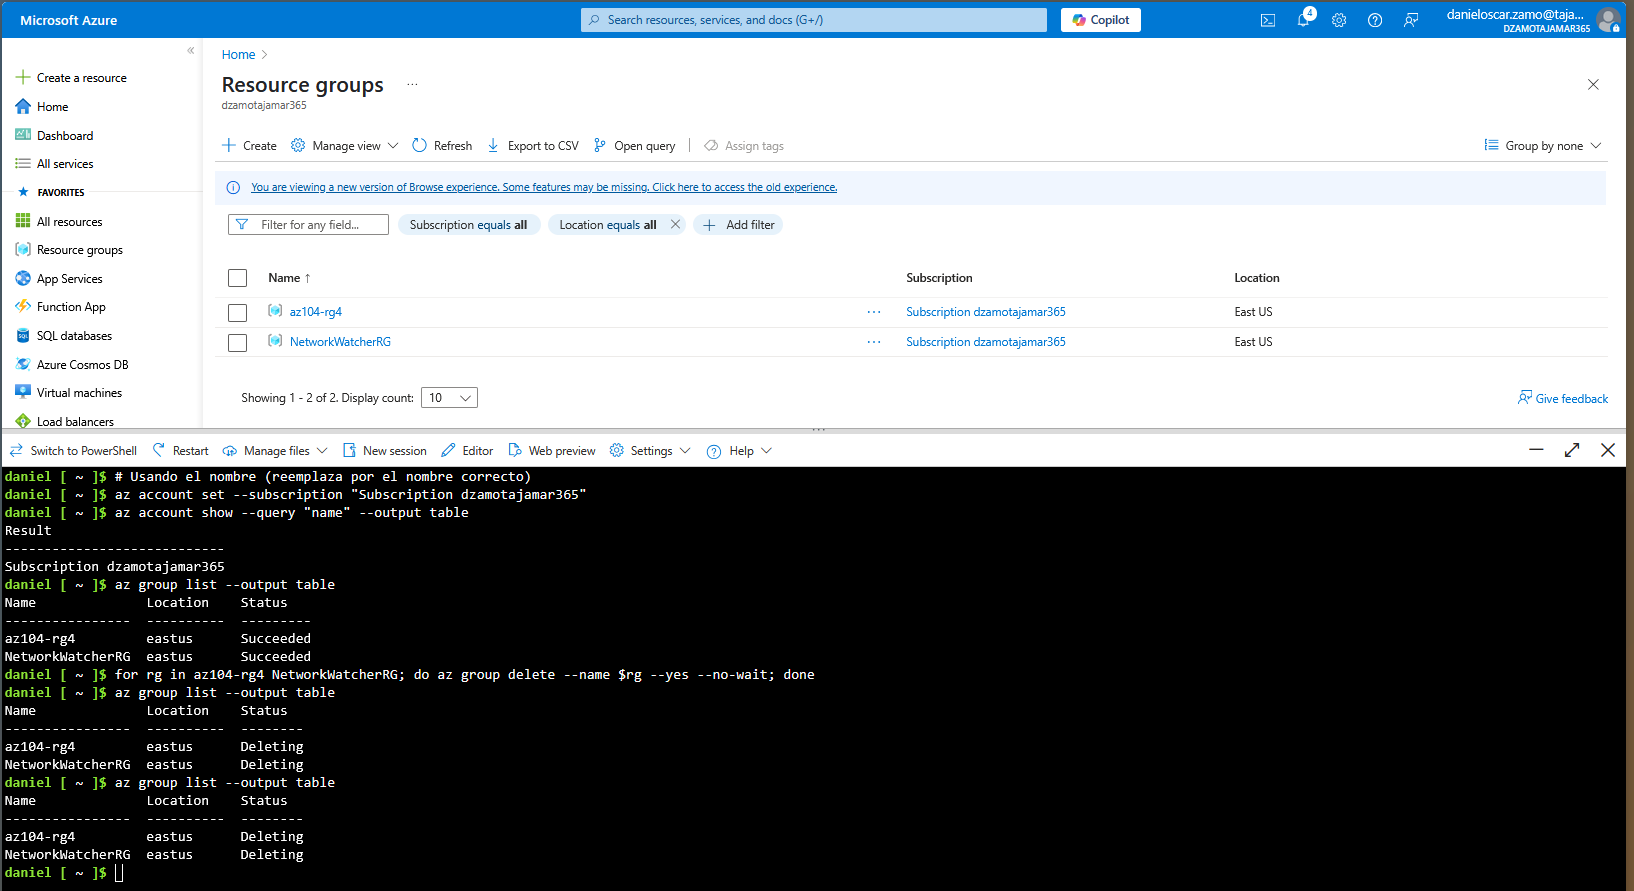 Microsoft Azure
Search resources, services, and docs (G+/)
Copilot
4
danieloscar.zamo@taja...
DZAMOTAJAMAR365
«
Create a resource
Home
Dashboard
All services
FAVORITES
All resources
Resource groups
App Services
Function App
SQL databases
Azure Cosmos DB
Virtual machines
Load balancers
Home >
Resource groups ...
dzamotajamar365
Create
Manage view
Refresh
Export to CSV
Open query
Assign tags
Group by none
You are viewing a new version of Browse experience. Some features may be missing. Click here to access the old experience.
Filter for any field...
Subscription equals all
Location equals all
Add filter
Name ↑ Subscription Location
az104-rg4 ... Subscription dzamotajamar365 East US
NetworkWatcherRG ... Subscription dzamotajamar365 East US
Showing 1 - 2 of 2. Display count: 10
Give feedback
Switch to PowerShell
Restart
Manage files
New session
Editor
Web preview
Settings
Help
daniel [ ~ ]$ # Usando el nombre (reemplaza por el nombre correcto)
daniel [ ~ ]$ az account set --subscription "Subscription dzamotajamar365"
daniel [ ~ ]$ az account show --query "name" --output table
Result
----------------------------
Subscription dzamotajamar365
daniel [ ~ ]$ az group list --output table
Name              Location    Status
----------------  ----------  ---------
az104-rg4         eastus      Succeeded
NetworkWatcherRG  eastus      Succeeded
daniel [ ~ ]$ for rg in az104-rg4 NetworkWatcherRG; do az group delete --name $rg --yes --no-wait; done
daniel [ ~ ]$ az group list --output table
Name              Location    Status
----------------  ----------  --------
az104-rg4         eastus      Deleting
NetworkWatcherRG  eastus      Deleting
daniel [ ~ ]$ az group list --output table
Name              Location    Status
----------------  ----------  --------
az104-rg4         eastus      Deleting
NetworkWatcherRG  eastus      Deleting
daniel [ ~ ]$